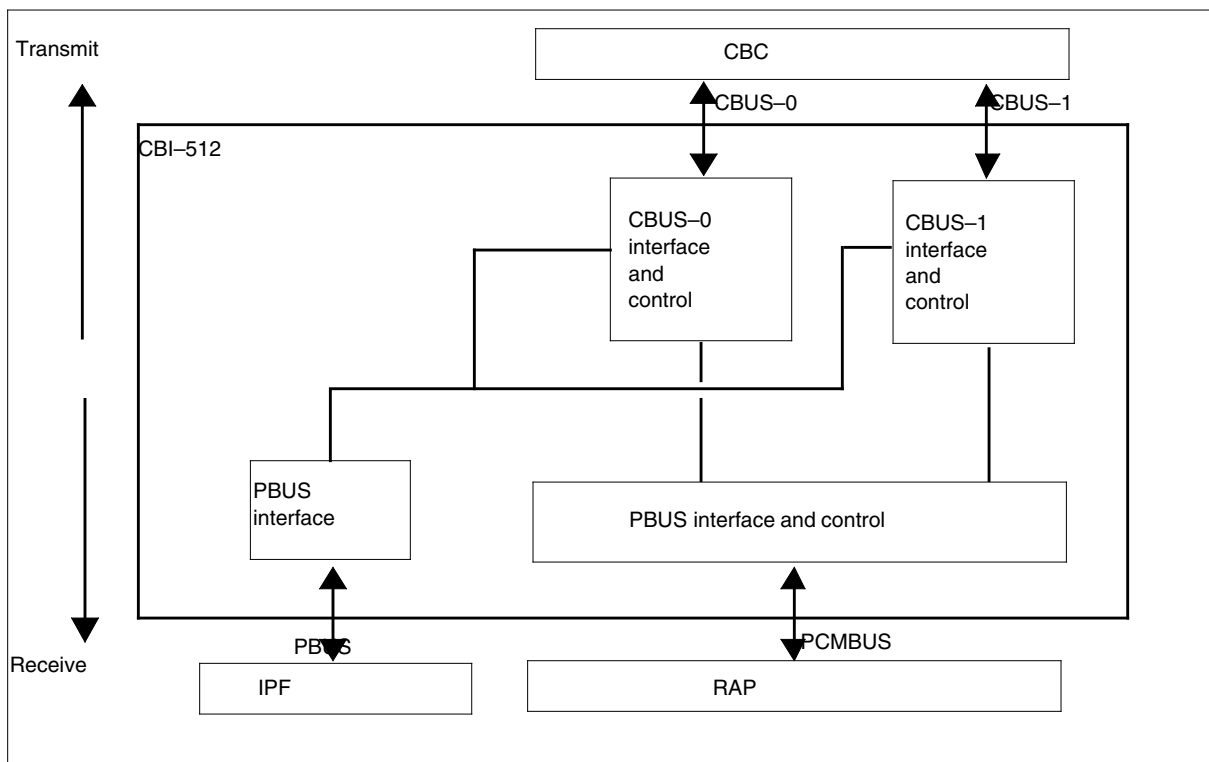 Transmit
CBC
CBUS–0
CBUS–1
CBI–512
CBUS–0
interface
and
control
CBUS–1
interface
and
control
PBUS
interface
PBUS interface and control
PBUS
PCMBUS
Receive
IPF
RAP